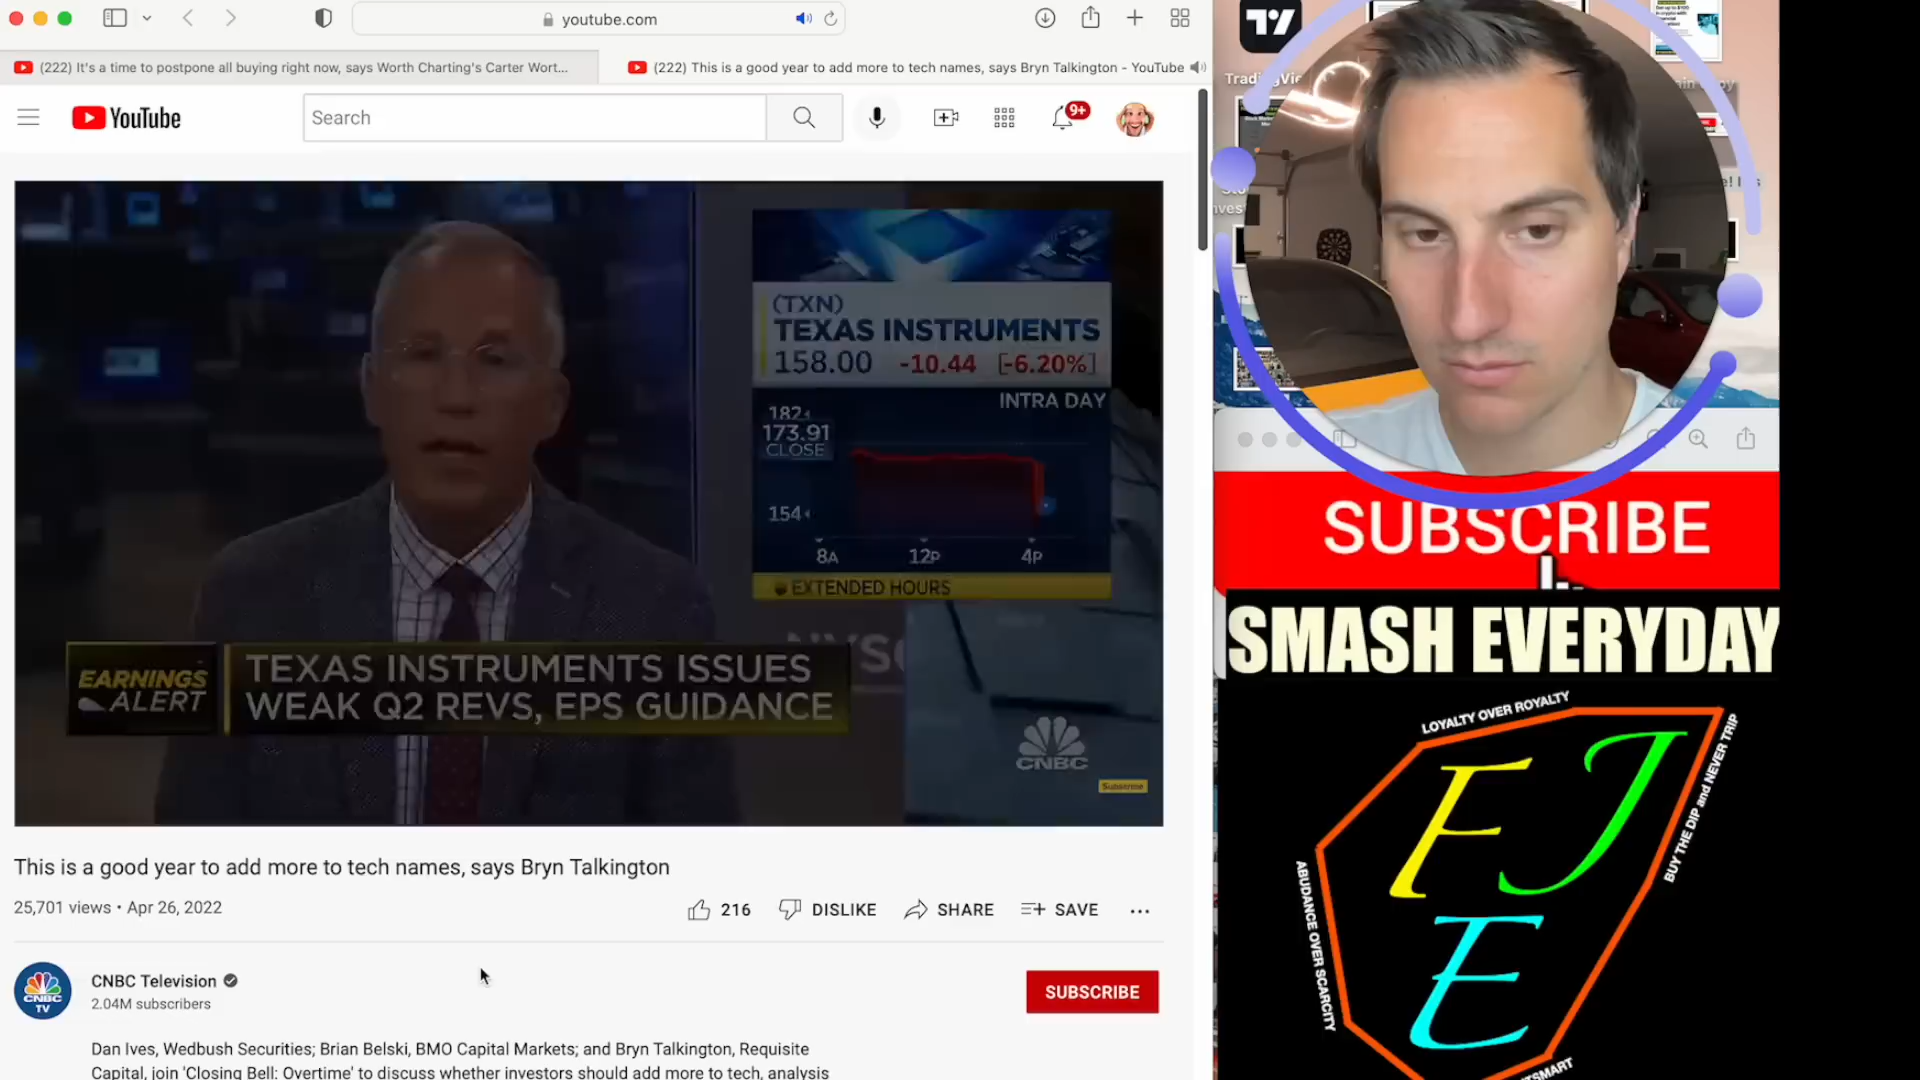 youtube.com
(222) It's a time to postpone all buying right now, says Worth Charting's Carter Wort...
(222) This is a good year to add more to tech names, says Bryn Talkington - YouTube
YouTube
Search
9+
(TXN)
TEXAS INSTRUMENTS
158.00 -10.44 [-6.20%]
INTRA DAY
182
173.91
CLOSE
154
8A 12P 4P
EXTENDED HOURS
EARNINGS
ALERT
TEXAS INSTRUMENTS ISSUES
WEAK Q2 REVS, EPS GUIDANCE
CNBC
Subscribe
This is a good year to add more to tech names, says Bryn Talkington
25,701 views • Apr 26, 2022
216
DISLIKE
SHARE
SAVE
CNBC
TV
CNBC Television
2.04M subscribers
SUBSCRIBE
Dan Ives, Wedbush Securities; Brian Belski, BMO Capital Markets; and Bryn Talkington, Requisite
Capital, join 'Closing Bell: Overtime' to discuss whether investors should add more to tech, analysis
SUBSCRIBE
SMASH EVERYDAY
LOYALTY OVER ROYALTY
BUY THE DIP and NEVER TRIP
ABUDANCE OVER SCARCITY
F J
E